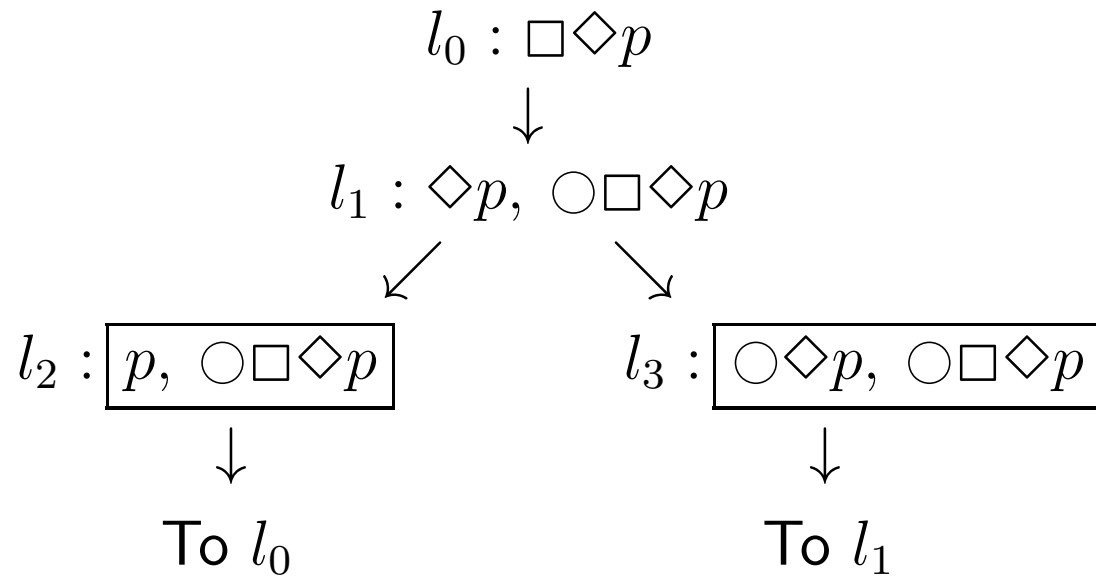 l₀ : □◇p
l₁ : ◇p, ○□◇p
l₂ : p, ○□◇p
l₃ : ○◇p, ○□◇p
To l₀
To l₁